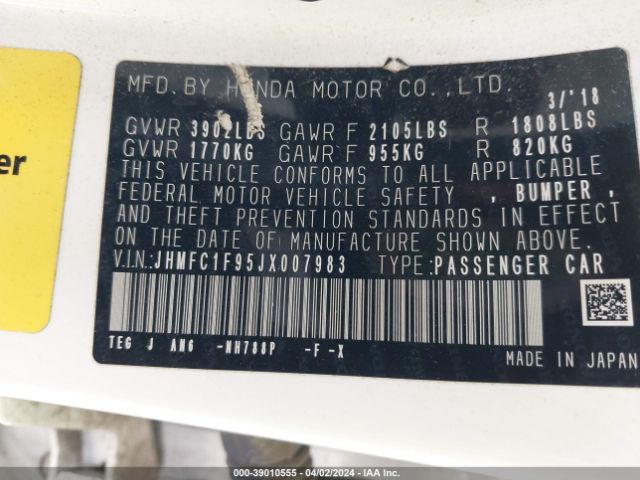 MFD. BY HONDA MOTOR CO., LTD. 3/'18
GVWR 3902LBS GAWR F 2105LBS R 1808LBS
GVWR 1770KG GAWR F 955KG R 820KG
THIS VEHICLE CONFORMS TO ALL APPLICABLE
FEDERAL MOTOR VEHICLE SAFETY , BUMPER ,
AND THEFT PREVENTION STANDARDS IN EFFECT
ON THE DATE OF MANUFACTURE SHOWN ABOVE.
V.I.N.:JHMFC1F95JX007983 TYPE:PASSENGER CAR
TEG J ANG -NH788P -F -X
MADE IN JAPAN
er
000-39010555 - 04/02/2024 - IAA Inc.